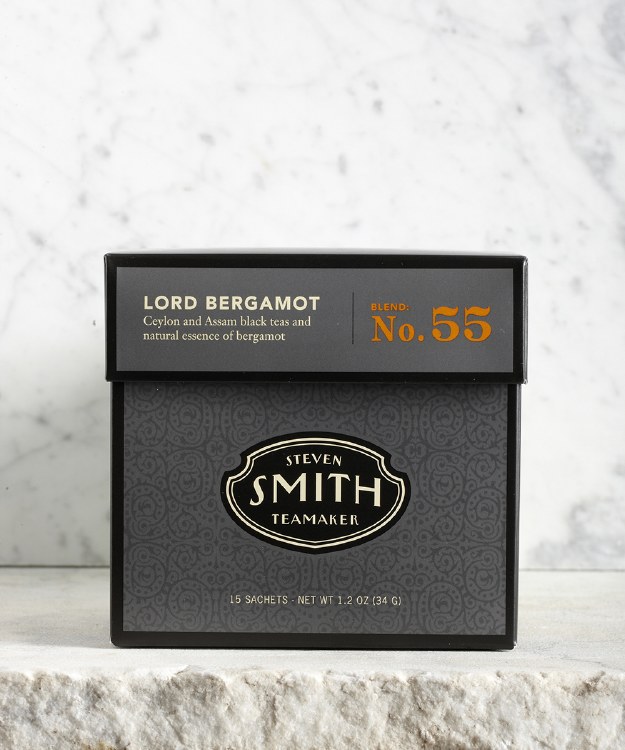 LORD BERGAMOT
Ceylon and Assam black teas and
natural essence of bergamot
BLEND:
No. 55
STEVEN
SMITH
TEAMAKER
15 SACHETS - NET WT 1.2 OZ (34 G)